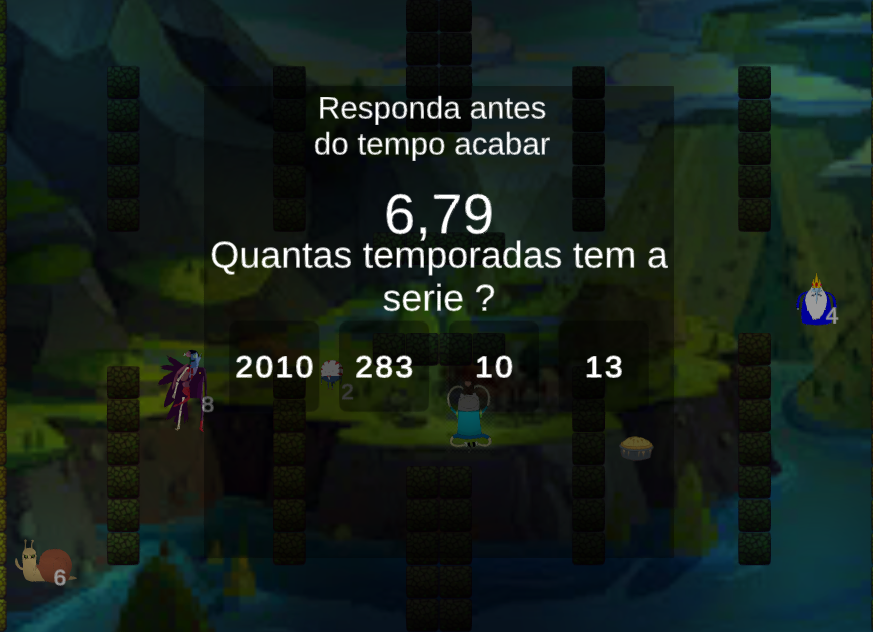 Responda antes
do tempo acabar
6,79
Quantas temporadas tem a
serie ?
2010 283 10 13
4
8
2
6